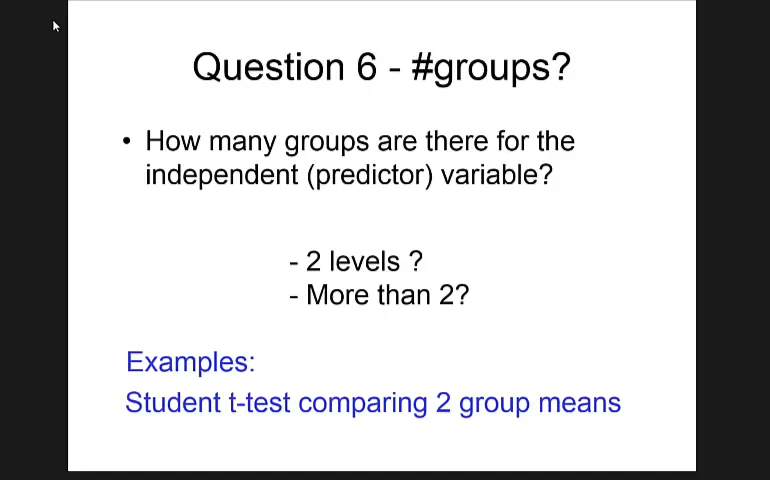 Question 6 - #groups?
• How many groups are there for the
independent (predictor) variable?
- 2 levels ?
- More than 2?
Examples:
Student t-test comparing 2 group means